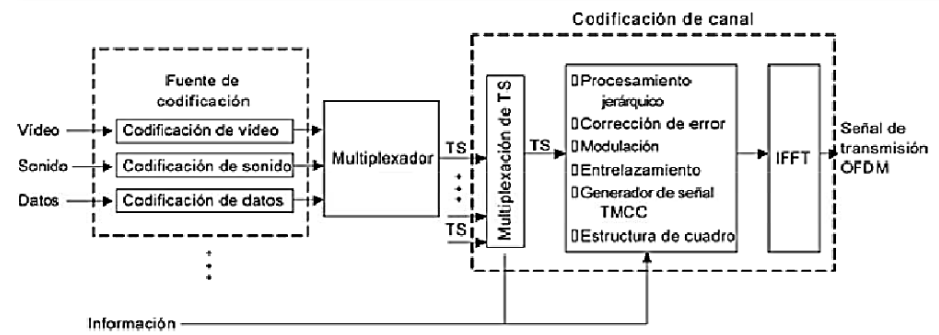 Codificación de canal
Fuente de
codificación
Vídeo
Codificación de vídeo
Sonido
Codificación de sonido
Datos
Codificación de datos
Multiplexador
TS
TS
Multiplexación de TS
TS
▯Procesamiento
jerárquico
▯Corrección de error
▯Modulación
▯Entrelazamiento
▯Generador de señal
TMCC
▯Estructura de cuadro
IFFT
Señal de
transmisión
OFDM
Información